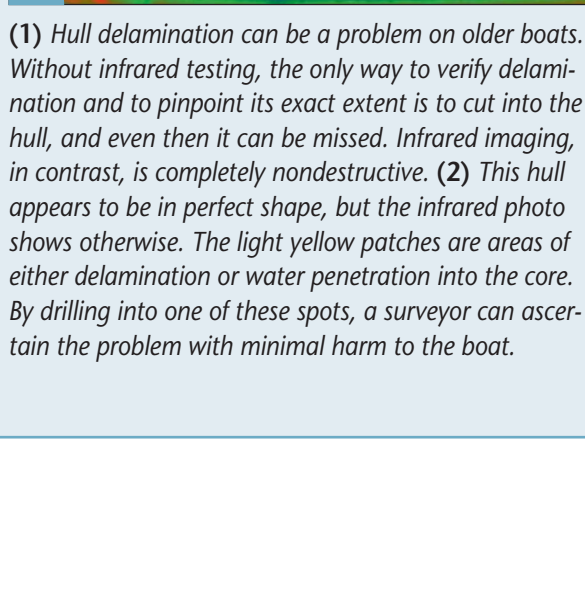 (1) Hull delamination can be a problem on older boats.
Without infrared testing, the only way to verify delami-
nation and to pinpoint its exact extent is to cut into the
hull, and even then it can be missed. Infrared imaging,
in contrast, is completely nondestructive. (2) This hull
appears to be in perfect shape, but the infrared photo
shows otherwise. The light yellow patches are areas of
either delamination or water penetration into the core.
By drilling into one of these spots, a surveyor can ascer-
tain the problem with minimal harm to the boat.